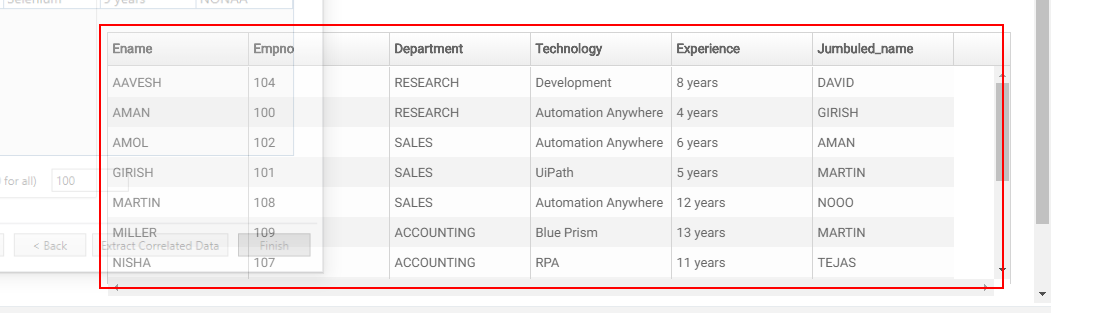 Selenium 9 years NONAA
Ename Empno Department Technology Experience Jumbuled_name
AAVESH 104 RESEARCH Development 8 years DAVID
AMAN 100 RESEARCH Automation Anywhere 4 years GIRISH
AMOL 102 SALES Automation Anywhere 6 years AMAN
GIRISH 101 SALES UiPath 5 years MARTIN
for all) 100
MARTIN 108 SALES Automation Anywhere 12 years NOOO
MILLER 109 ACCOUNTING Blue Prism 13 years MARTIN
< Back Extract Correlated Data Finish
NISHA 107 ACCOUNTING RPA 11 years TEJAS